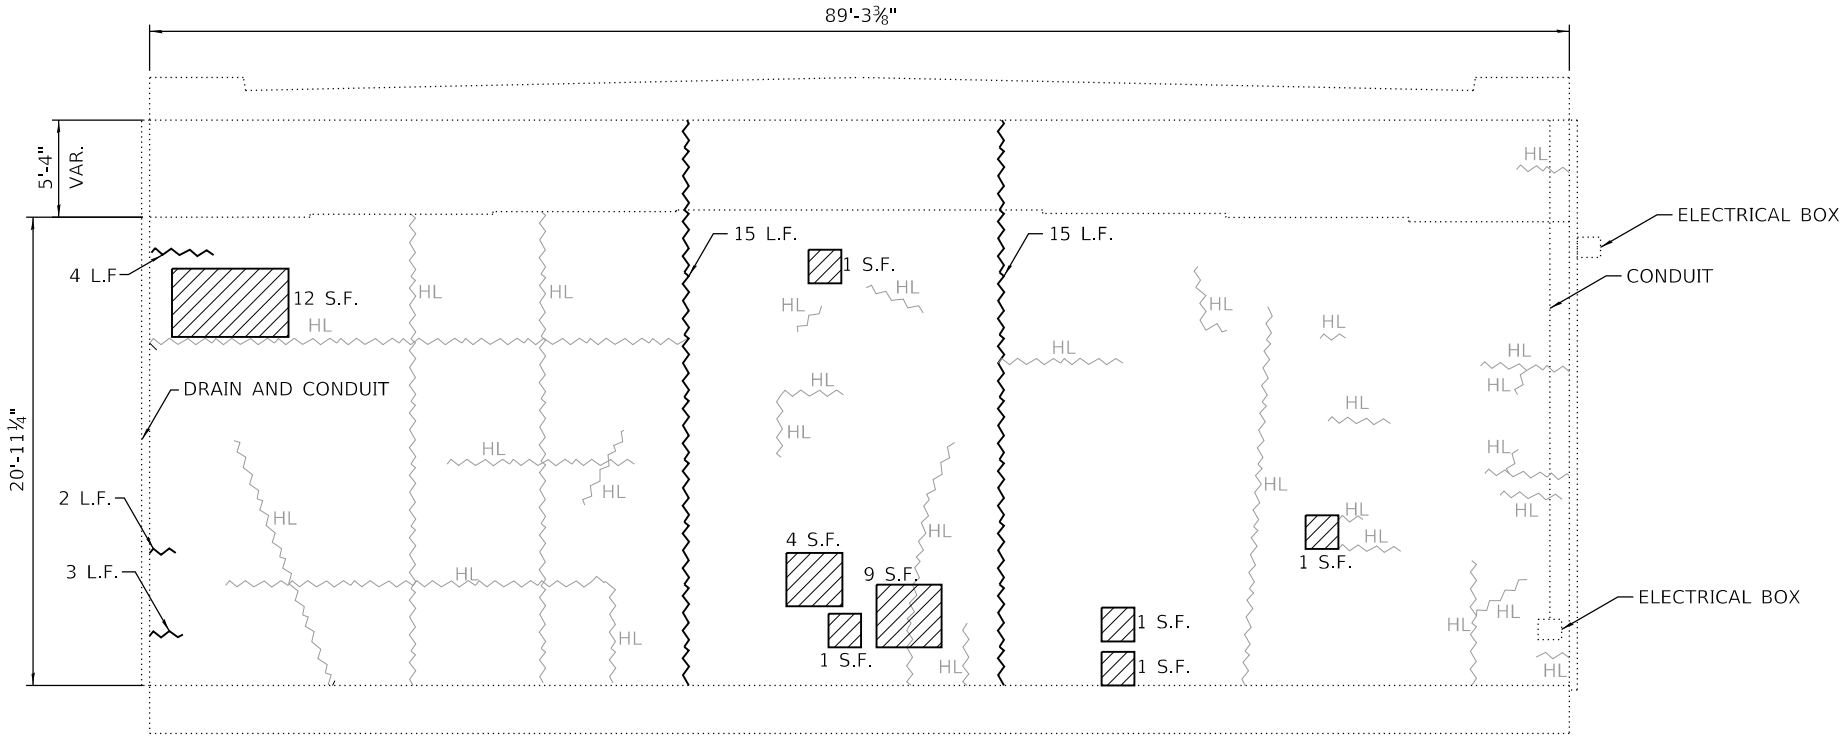 89'-3⅜"
HL
5'-4"
VAR.
ELECTRICAL BOX
15 L.F.
15 L.F.
4 L.F
1 S.F.
CONDUIT
12 S.F.
HL
HL
HL
HL
HL
HL
HL
HL
HL
HL
HL
HL
DRAIN AND CONDUIT
HL
HL
20'-11¼"
HL
HL
HL
HL
HL
2 L.F.
HL
HL
HL
HL
HL
4 S.F.
1 S.F.
3 L.F.
HL
9 S.F.
ELECTRICAL BOX
HL
1 S.F.
HL
HL
1 S.F.
HL
1 S.F.
HL